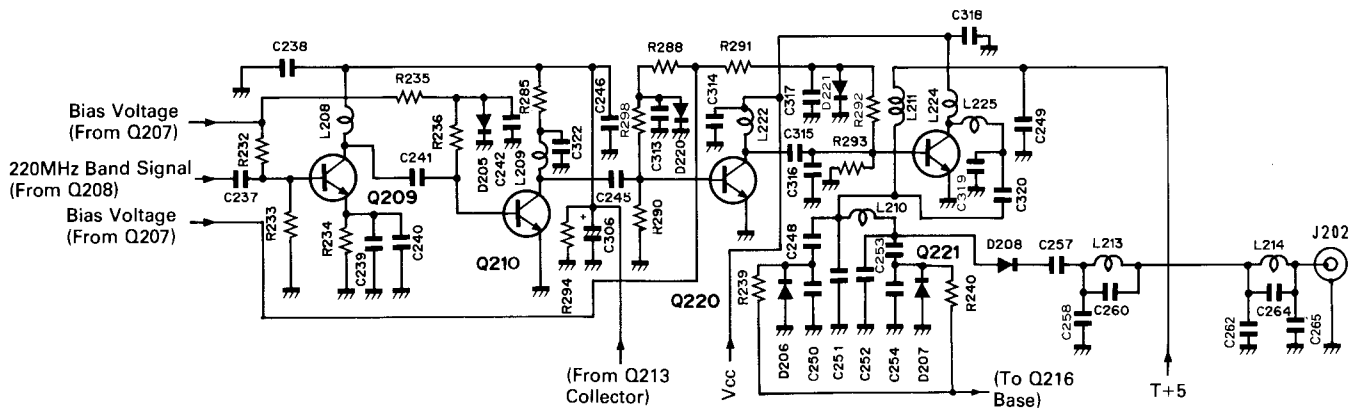 C318
C238
R288
R291
R235
R285
C246
C314
C317
D221
L211
L224
L225
Bias Voltage
(From Q207)
L208
R236
R298
R292
C249
L222
C315
C313
D220
D205
C242
L209
C322
R232
C241
R293
220MHz Band Signal
(From Q208)
C316
C319
C320
C237
Q209
C245
Bias Voltage
(From Q207)
R233
R234
R290
L210
C239
C240
C306
+
C248
C253
Q221
D208
C257
L213
L214
J202
Q210
R294
Q220
R239
R240
C258
C260
C264
C262
C265
D206
C250
C251
C252
C254
D207
(From Q213
Collector)
Vcc
(To Q216
Base)
T+5